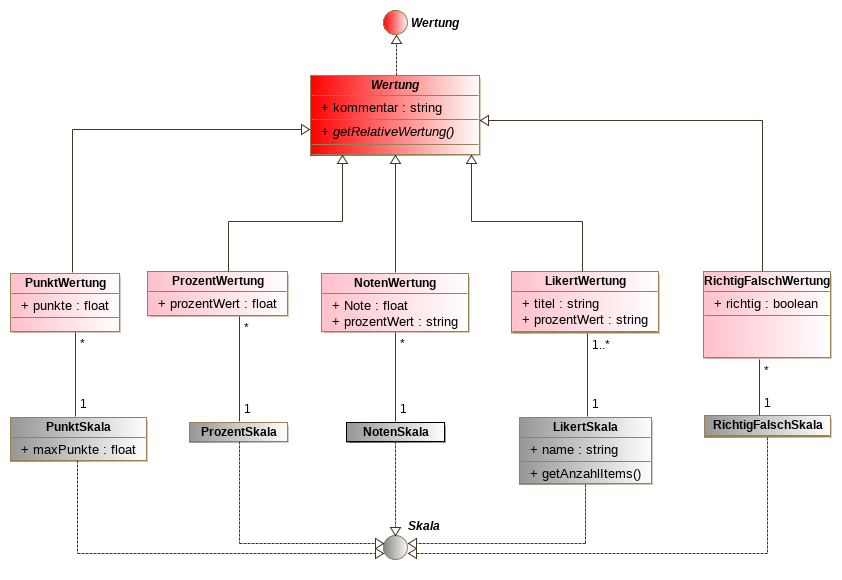 Wertung
Wertung
+ kommentar : string
+ getRelativeWertung()
PunktWertung
+ punkte : float
ProzentWertung
+ prozentWert : float
NotenWertung
+ Note : float
+ prozentWert : string
LikertWertung
+ titel : string
+ prozentWert : string
RichtigFalschWertung
+ richtig : boolean
*
*
*
1..*
*
1
1
1
1
1
PunktSkala
+ maxPunkte : float
ProzentSkala
NotenSkala
LikertSkala
+ name : string
+ getAnzahlItems()
RichtigFalschSkala
Skala